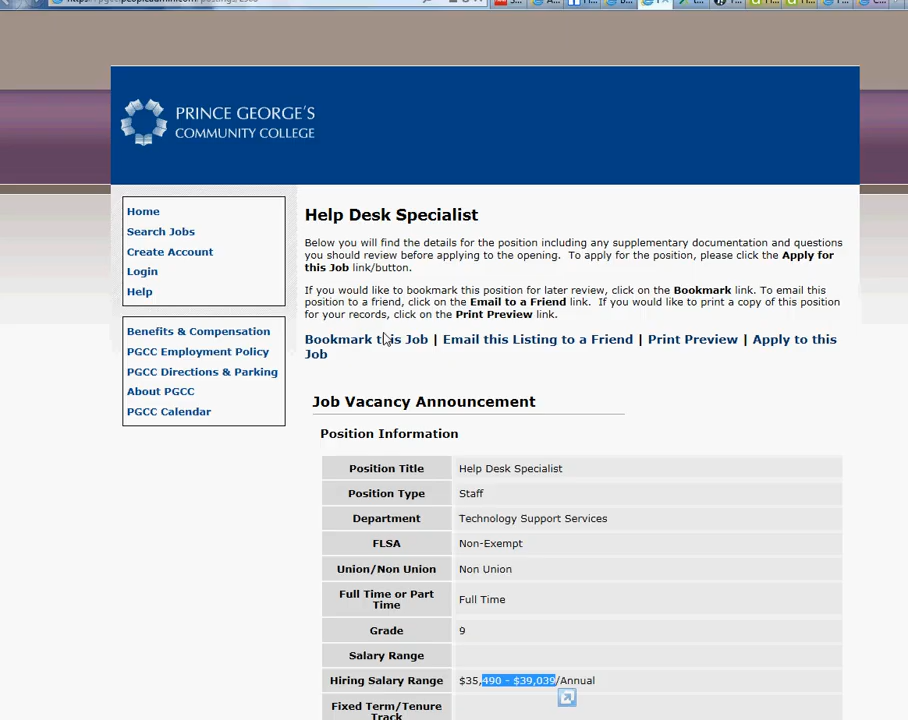 PRINCE GEORGE'S
COMMUNITY COLLEGE
Home
Search Jobs
Create Account
Login
Help
Benefits & Compensation
PGCC Employment Policy
PGCC Directions & Parking
About PGCC
PGCC Calendar
Help Desk Specialist
Below you will find the details for the position including any supplementary documentation and questions
you should review before applying to the opening. To apply for the position, please click the Apply for
this Job link/button.
If you would like to bookmark this position for later review, click on the Bookmark link. To email this
position to a friend, click on the Email to a Friend link. If you would like to print a copy of this position
for your records, click on the Print Preview link.
Bookmark this Job | Email this Listing to a Friend | Print Preview | Apply to this
Job
Job Vacancy Announcement
Position Information
Position Title Help Desk Specialist
Position Type Staff
Department Technology Support Services
FLSA Non-Exempt
Union/Non Union Non Union
Full Time or Part
Time Full Time
Grade 9
Salary Range
Hiring Salary Range $35,490 - $39,039/Annual
Fixed Term/Tenure
Track